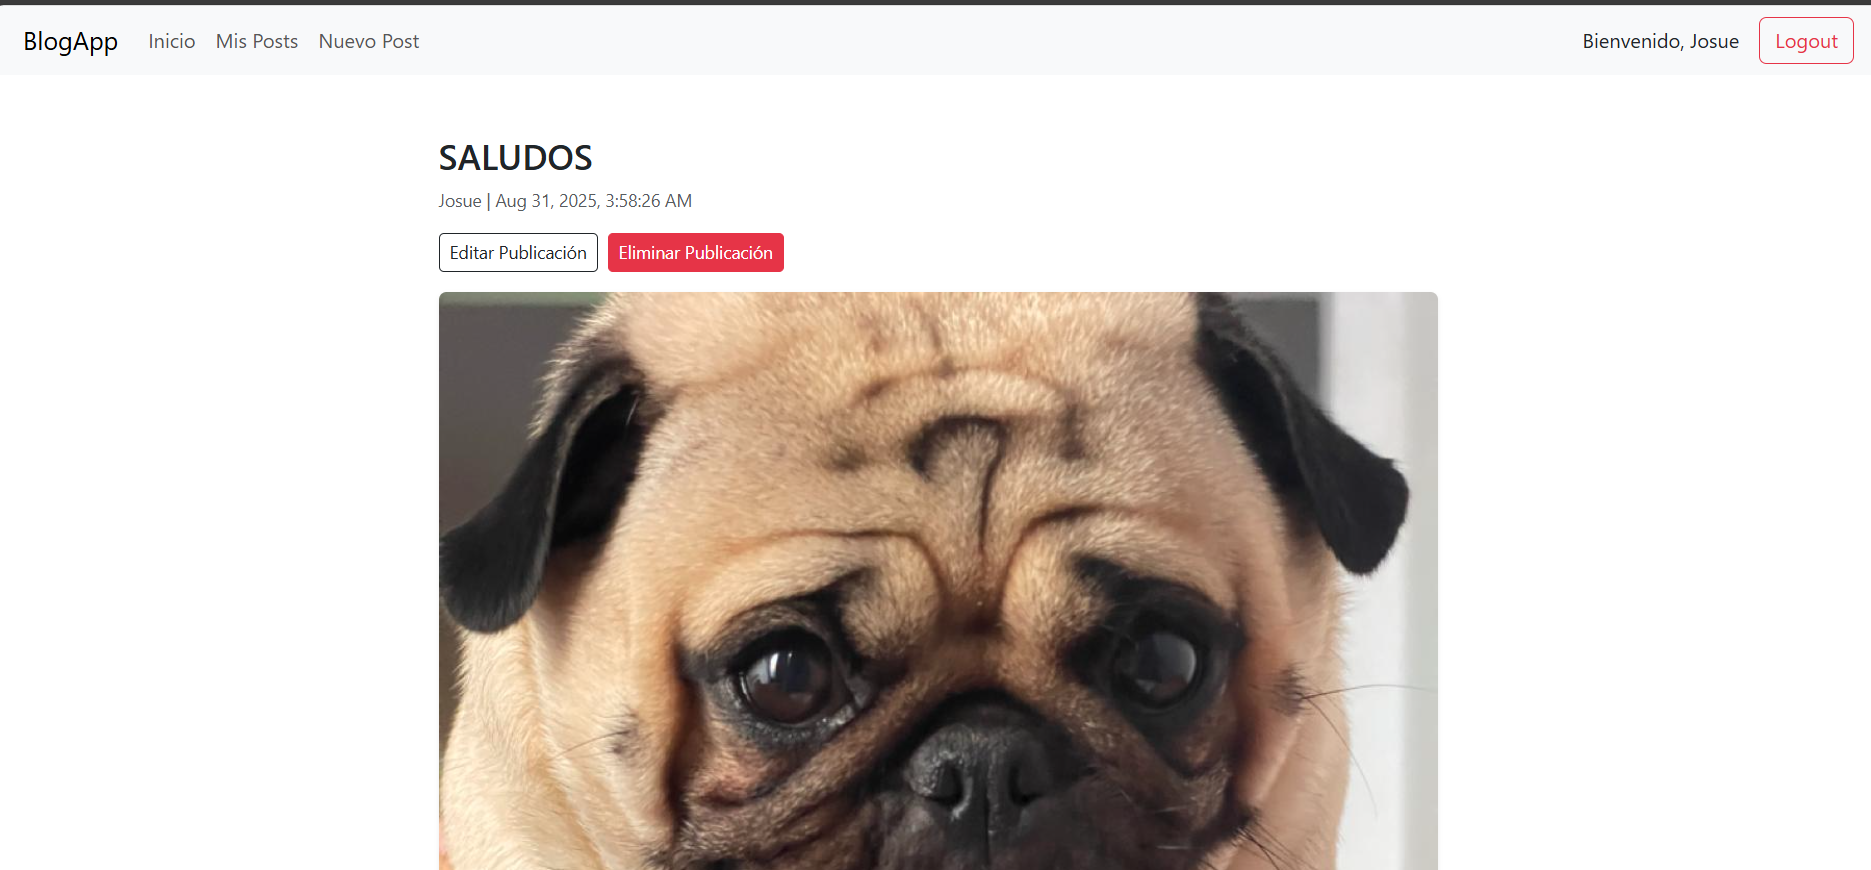 BlogApp Inicio Mis Posts Nuevo Post Bienvenido, Josue Logout
SALUDOS
Josue | Aug 31, 2025, 3:58:26 AM
Editar Publicación Eliminar Publicación